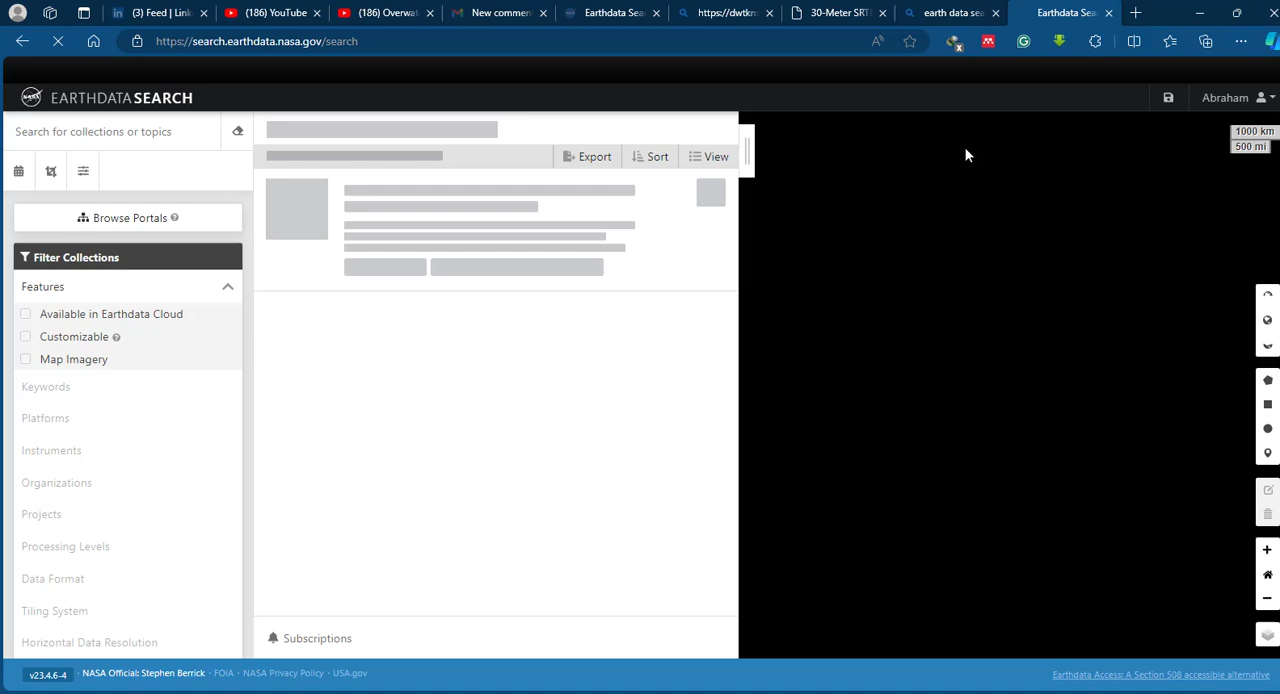 (3) Feed | Link
(186) YouTube
(186) Overwa
New commen
Earthdata Sea
https://dwtkn
30-Meter SRT
earth data sea
Earthdata Sea
https://search.earthdata.nasa.gov/search
EARTHDATA SEARCH
Abraham
Search for collections or topics
1000 km
500 mi
Export
Sort
View
Browse Portals
Filter Collections
Features
Available in Earthdata Cloud
Customizable
Map Imagery
Keywords
Platforms
Instruments
Organizations
Projects
Processing Levels
Data Format
Tiling System
Horizontal Data Resolution
Subscriptions
v23.4.6-4 · NASA Official: Stephen Berrick · FOIA · NASA Privacy Policy · USA.gov
Earthdata Access: A Section 508 accessible alternative